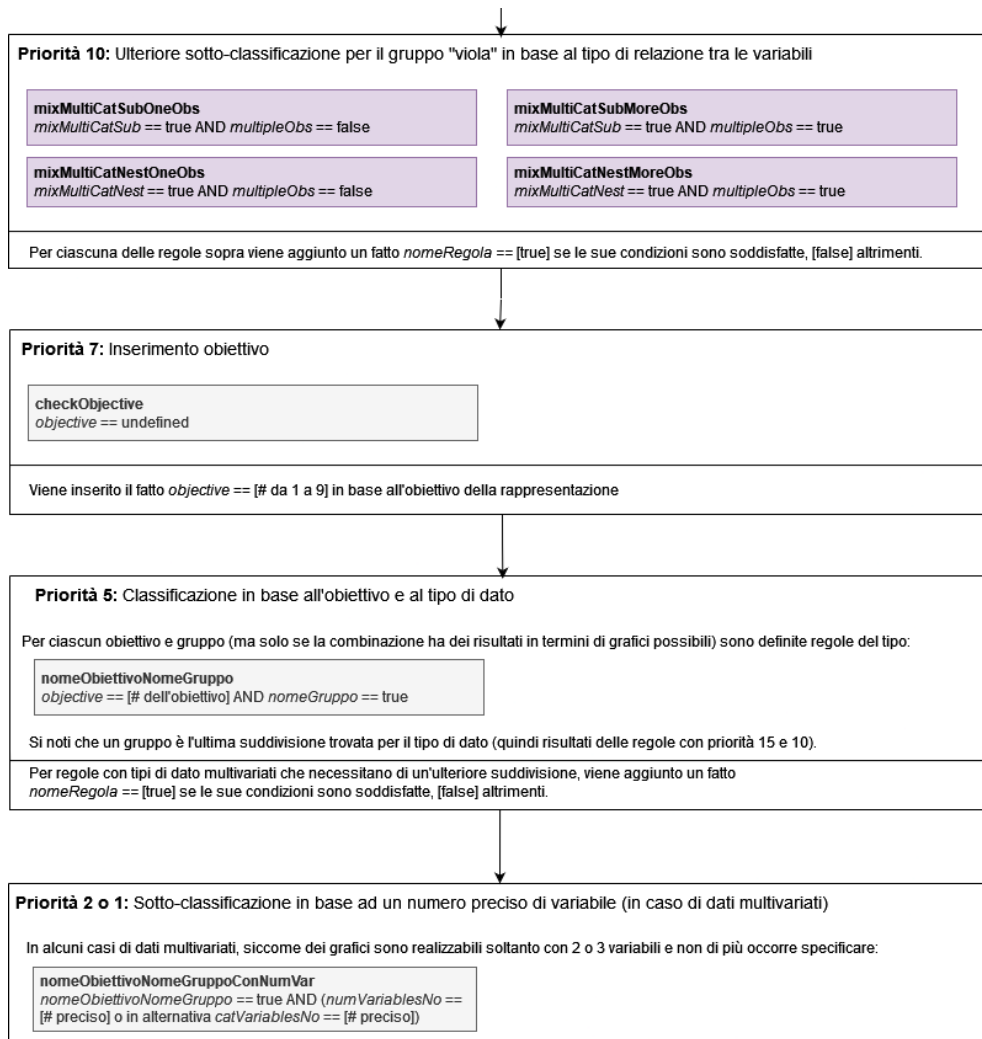 Priorità 10: Ulteriore sotto-classificazione per il gruppo "viola" in base al tipo di relazione tra le variabili
mixMultiCatSubOneObs
mixMultiCatSub == true AND multipleObs == false
mixMultiCatSubMoreObs
mixMultiCatSub == true AND multipleObs == true
mixMultiCatNestOneObs
mixMultiCatNest == true AND multipleObs == false
mixMultiCatNestMoreObs
mixMultiCatNest == true AND multipleObs == true
Per ciascuna delle regole sopra viene aggiunto un fatto nomeRegola == [true] se le sue condizioni sono soddisfatte, [false] altrimenti.
Priorità 7: Inserimento obiettivo
checkObjective
objective == undefined
Viene inserito il fatto objective == [# da 1 a 9] in base all'obiettivo della rappresentazione
Priorità 5: Classificazione in base all'obiettivo e al tipo di dato
Per ciascun obiettivo e gruppo (ma solo se la combinazione ha dei risultati in termini di grafici possibili) sono definite regole del tipo:
nomeObiettivoNomeGruppo
objective == [# dell'obiettivo] AND nomeGruppo == true
Si noti che un gruppo è l'ultima suddivisione trovata per il tipo di dato (quindi risultati delle regole con priorità 15 e 10).
Per regole con tipi di dato multivariati che necessitano di un'ulteriore suddivisione, viene aggiunto un fatto
nomeRegola == [true] se le sue condizioni sono soddisfatte, [false] altrimenti.
Priorità 2 o 1: Sotto-classificazione in base ad un numero preciso di variabile (in caso di dati multivariati)
In alcuni casi di dati multivariati, siccome dei grafici sono realizzabili soltanto con 2 o 3 variabili e non di più occorre specificare:
nomeObiettivoNomeGruppoConNumVar
nomeObiettivoNomeGruppo == true AND (numVariablesNo ==
[# preciso] o in alternativa catVariablesNo == [# preciso])